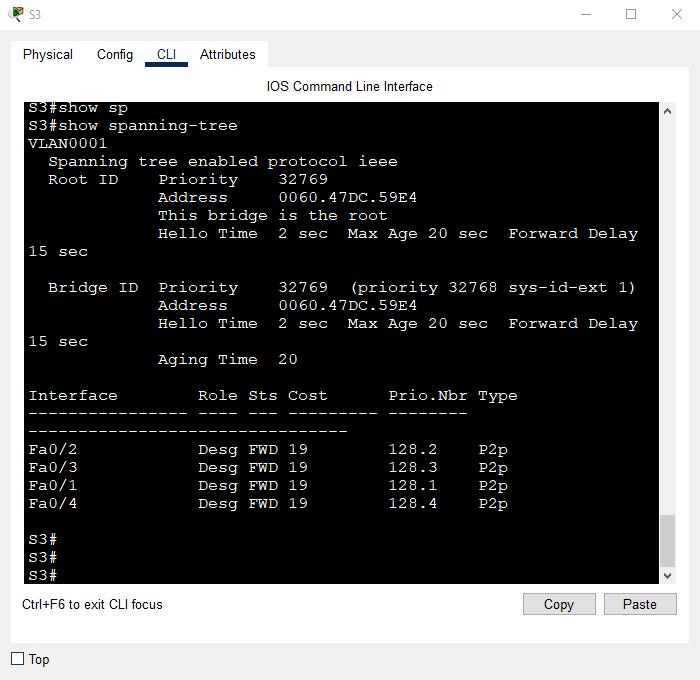 S3
Physical Config CLI Attributes
IOS Command Line Interface
S3#show sp
S3#show spanning-tree
VLAN0001
  Spanning tree enabled protocol ieee
  Root ID    Priority    32769
             Address     0060.47DC.59E4
             This bridge is the root
             Hello Time  2 sec  Max Age 20 sec  Forward Delay
15 sec

  Bridge ID  Priority    32769  (priority 32768 sys-id-ext 1)
             Address     0060.47DC.59E4
             Hello Time  2 sec  Max Age 20 sec  Forward Delay
15 sec
             Aging Time  20

Interface        Role Sts Cost      Prio.Nbr Type
---------------- ---- --- --------- --------
--------------------------------
Fa0/2            Desg FWD 19        128.2    P2p
Fa0/3            Desg FWD 19        128.3    P2p
Fa0/1            Desg FWD 19        128.1    P2p
Fa0/4            Desg FWD 19        128.4    P2p

S3#
S3#
S3#
Ctrl+F6 to exit CLI focus Copy Paste
Top